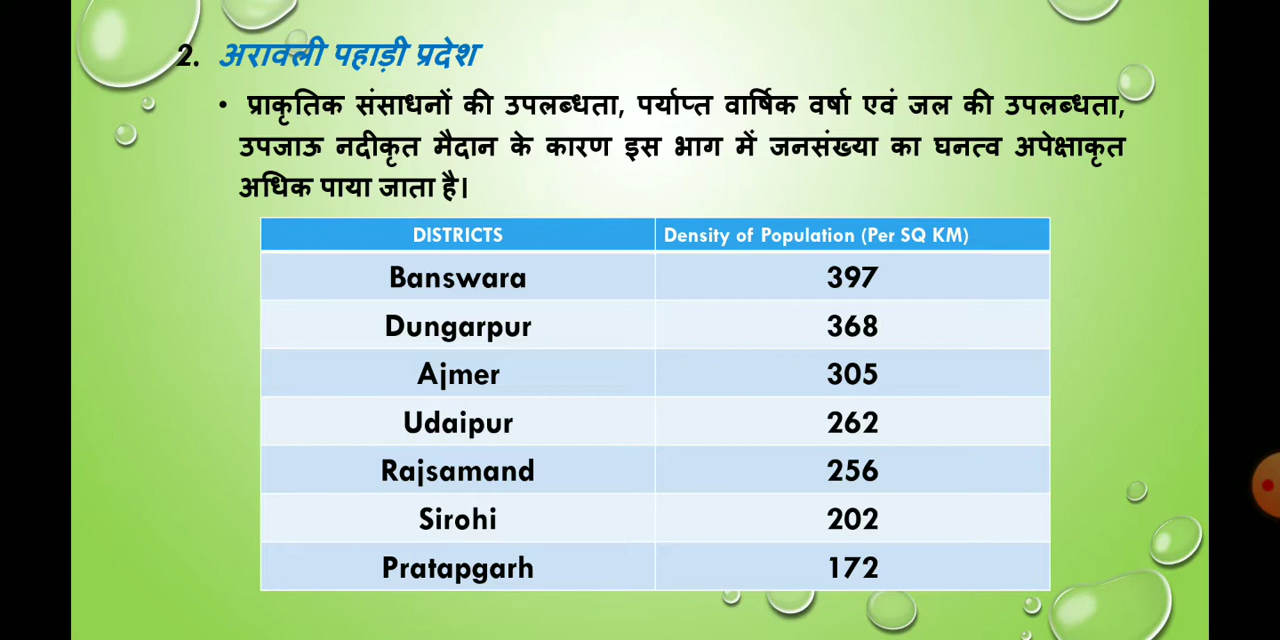 2. अरावली पहाड़ी प्रदेश
• प्राकृतिक संसाधनों की उपलब्धता, पर्याप्त वार्षिक वर्षा एवं जल की उपलब्धता,
उपजाऊ नदीकृत मैदान के कारण इस भाग में जनसंख्या का घनत्व अपेक्षाकृत
अधिक पाया जाता है।
DISTRICTS Density of Population (Per SQ KM)
Banswara 397
Dungarpur 368
Ajmer 305
Udaipur 262
Rajsamand 256
Sirohi 202
Pratapgarh 172